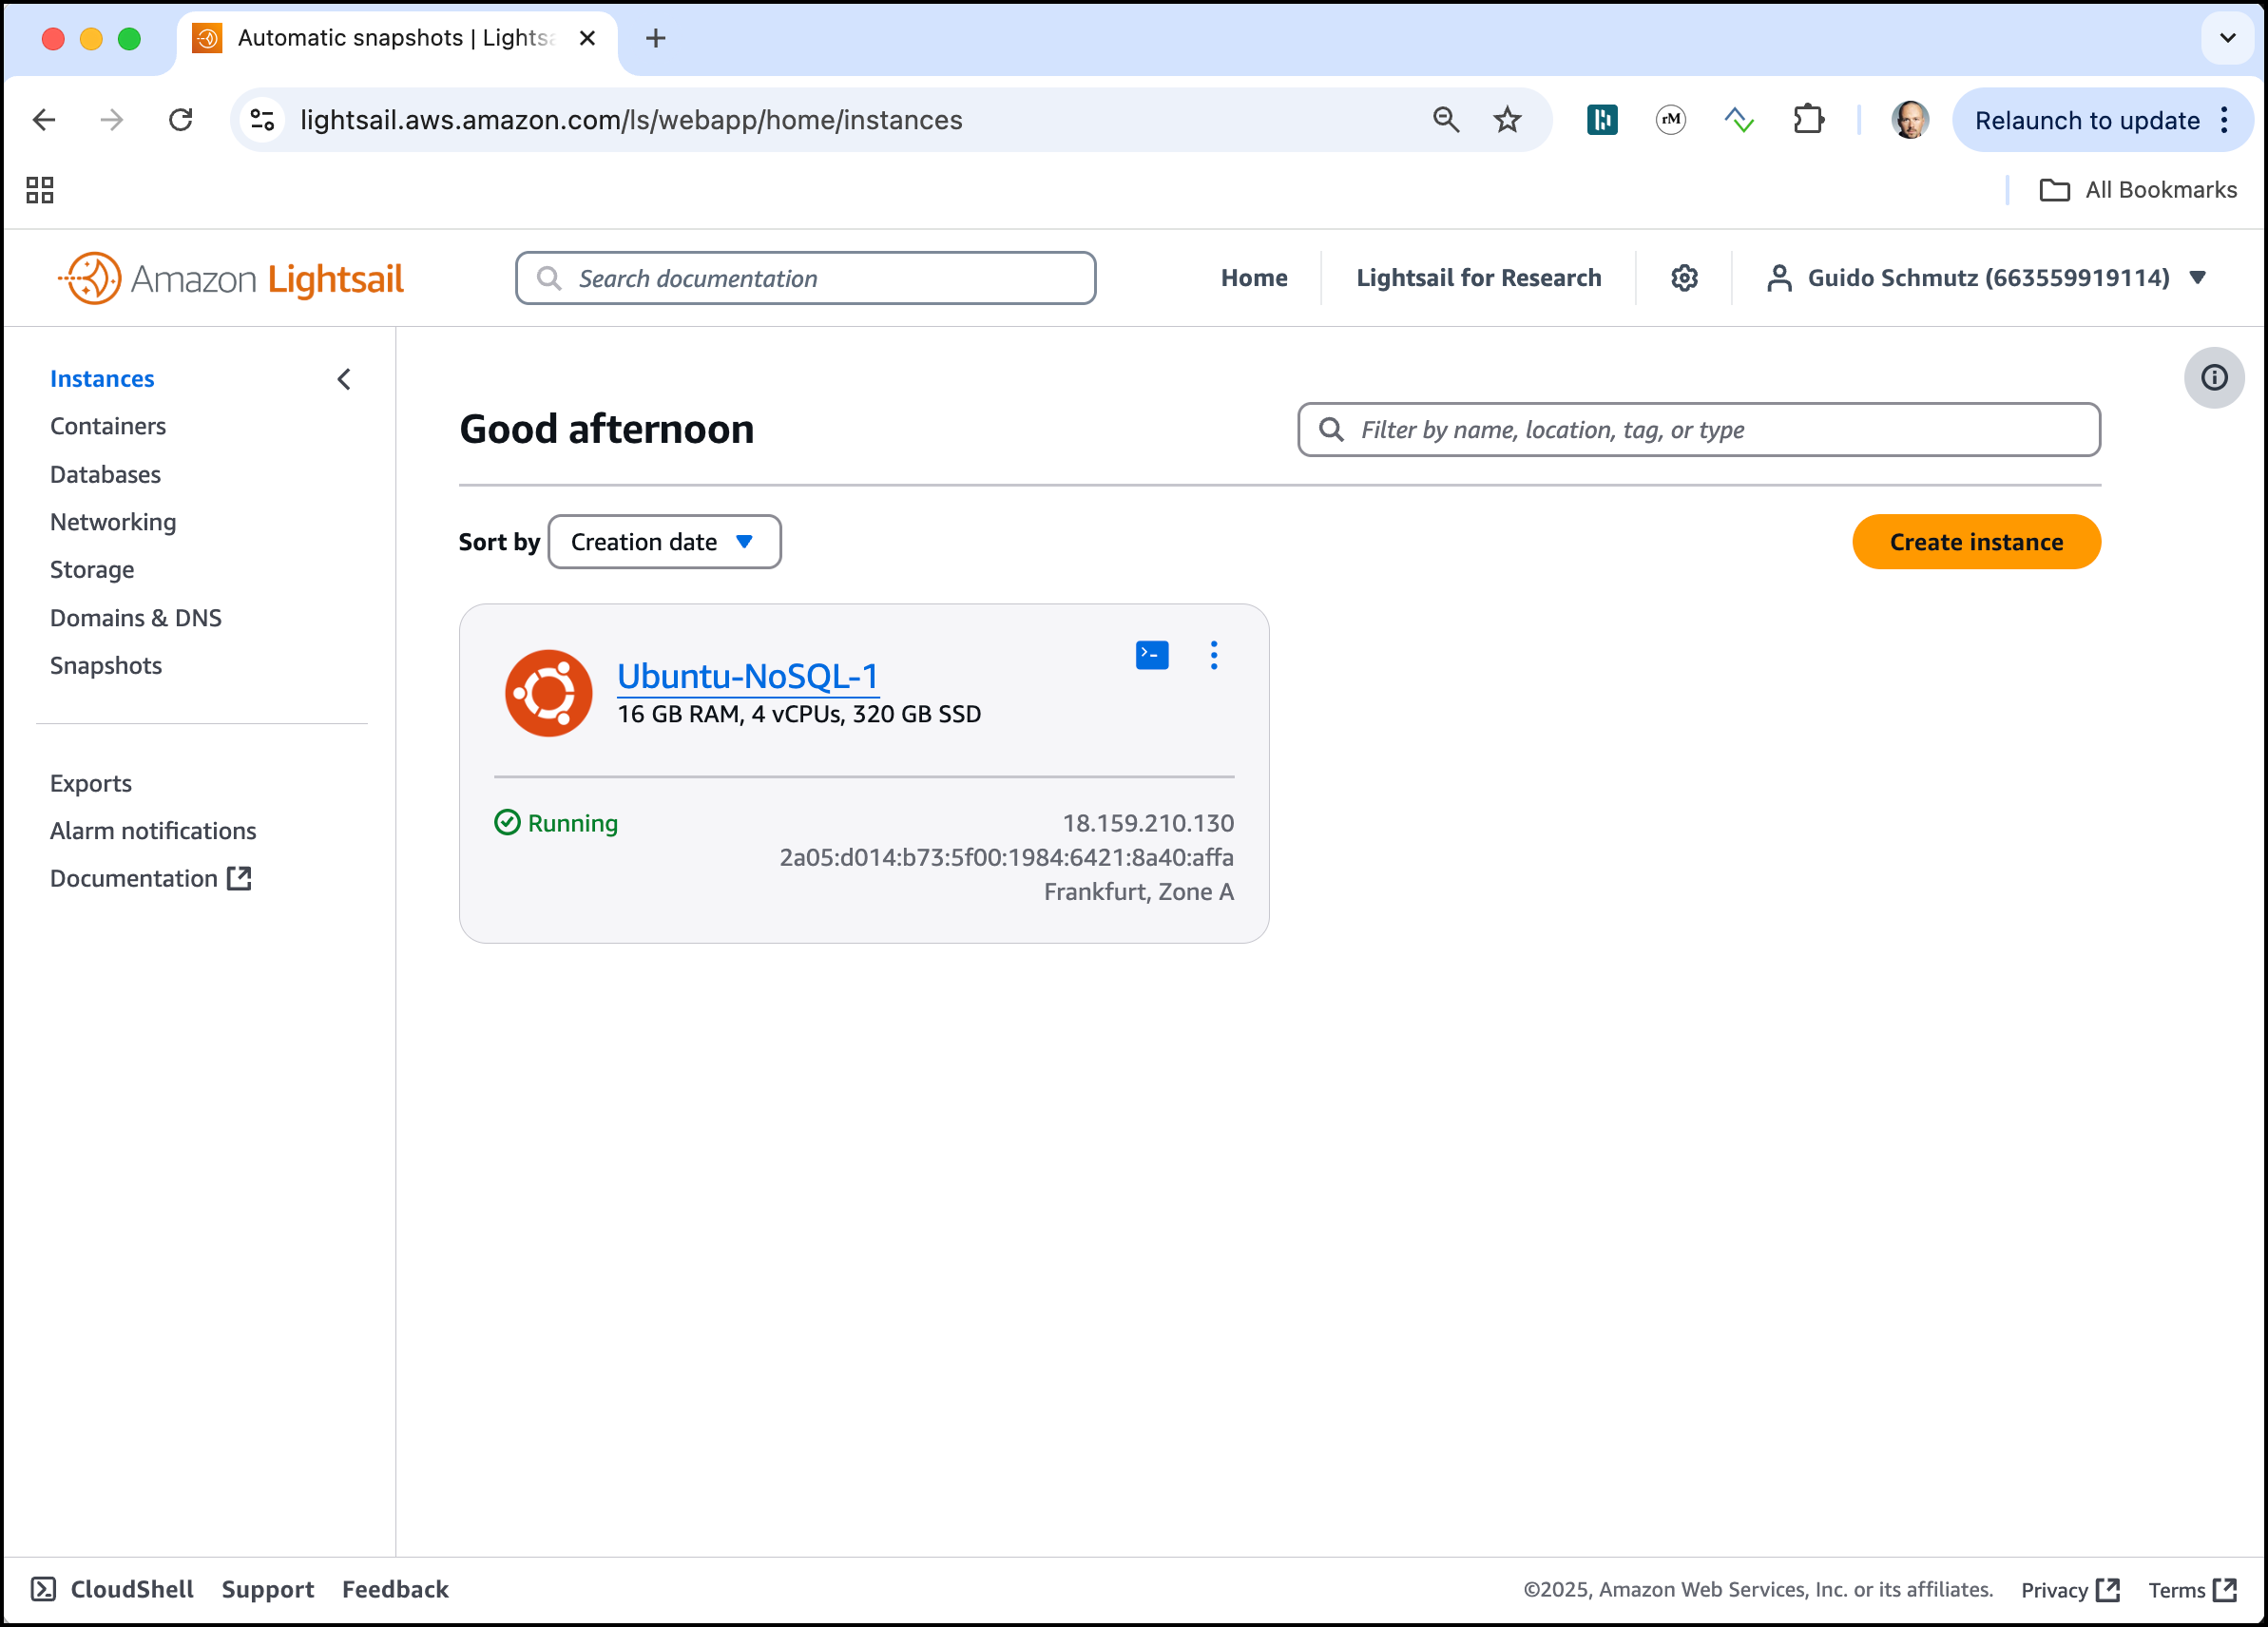 Automatic snapshots | Lights
lightsail.aws.amazon.com/ls/webapp/home/instances
rM
Relaunch to update
All Bookmarks
Amazon Lightsail
Search documentation
Home
Lightsail for Research
Guido Schmutz (663559919114)
Instances
Containers
Databases
Networking
Storage
Domains & DNS
Snapshots
Exports
Alarm notifications
Documentation
Good afternoon
Filter by name, location, tag, or type
Sort by
Creation date
Create instance
Ubuntu-NoSQL-1
16 GB RAM, 4 vCPUs, 320 GB SSD
Running
18.159.210.130
2a05:d014:b73:5f00:1984:6421:8a40:affa
Frankfurt, Zone A
CloudShell
Support
Feedback
©2025, Amazon Web Services, Inc. or its affiliates.
Privacy
Terms